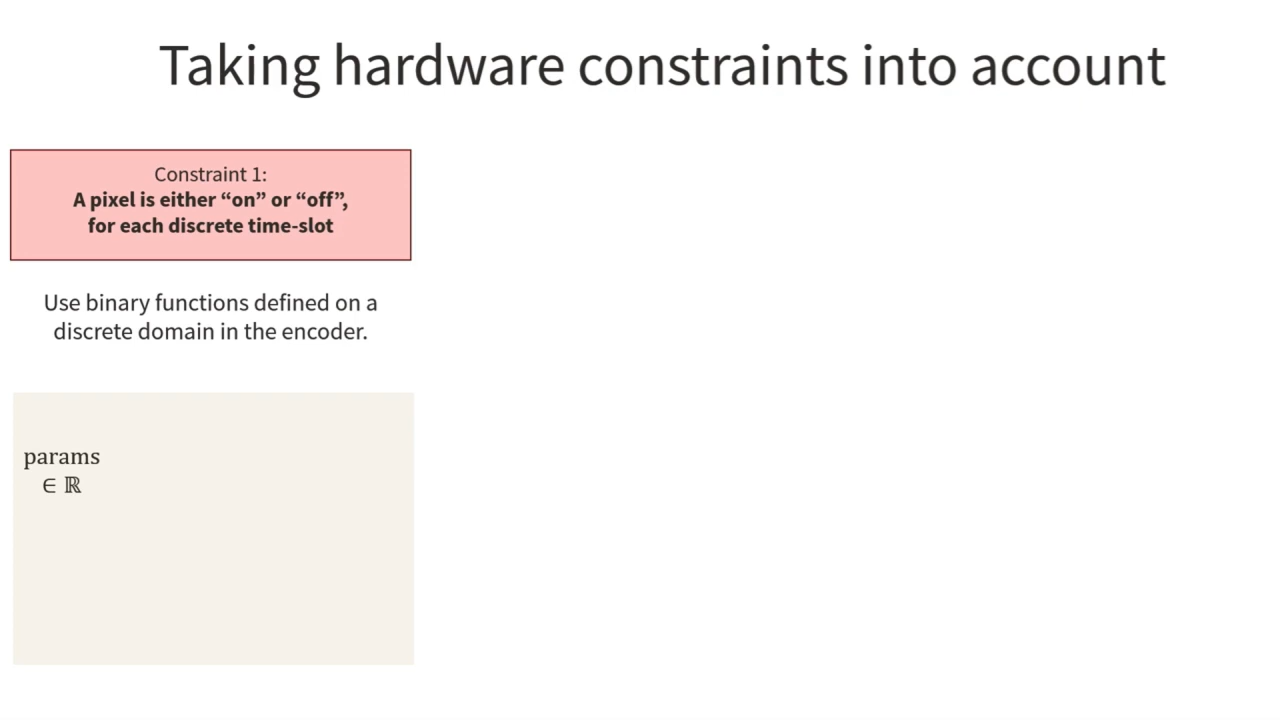 Taking hardware constraints into account
Constraint 1:
A pixel is either “on” or “off”,
for each discrete time-slot
Use binary functions defined on a
discrete domain in the encoder.
params
∈ ℝ